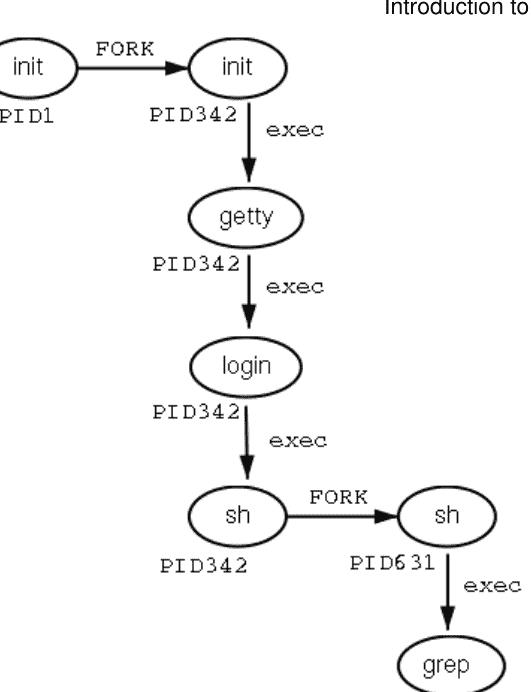 Introduction to
FORK
init
init
PID1
PID342
exec
getty
PID342
exec
login
PID342
exec
FORK
sh
sh
PID342
PID631
exec
grep